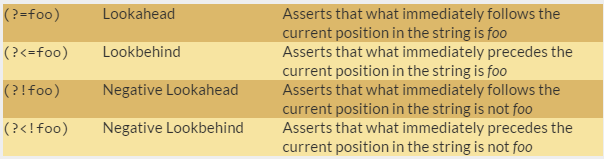 (?=foo) Lookahead Asserts that what immediately follows the
current position in the string is foo
(?<=foo) Lookbehind Asserts that what immediately precedes the
current position in the string is foo
(?!foo) Negative Lookahead Asserts that what immediately follows the
current position in the string is not foo
(?<!foo) Negative Lookbehind Asserts that what immediately precedes the
current position in the string is not foo